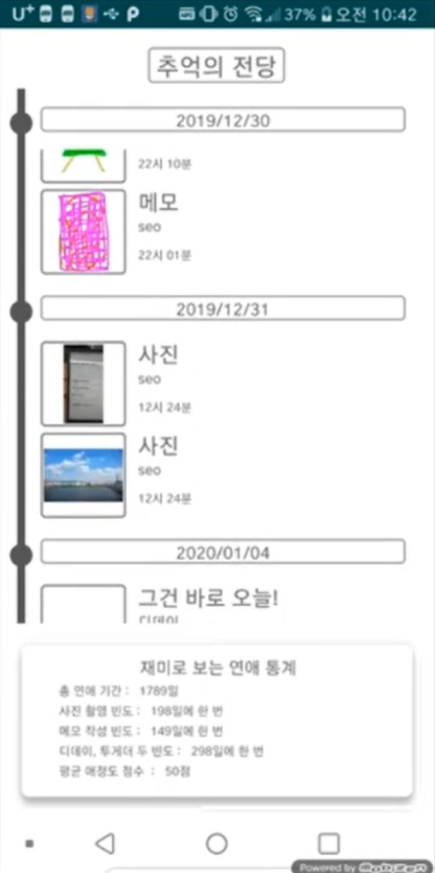 U+ 37% 오전 10:42
추억의 전당
2019/12/30
22시 10분
메모
seo
22시 01분
2019/12/31
사진
seo
12시 24분
사진
seo
12시 24분
2020/01/04
그건 바로 오늘!
디데이
재미로 보는 연애 통계
총 연애 기간 : 1789일
사진 촬영 빈도 : 198일에 한 번
메모 작성 빈도 : 149일에 한 번
디데이, 투게더 두 빈도 : 298일에 한 번
평균 애정도 점수 : 50점
Powered by